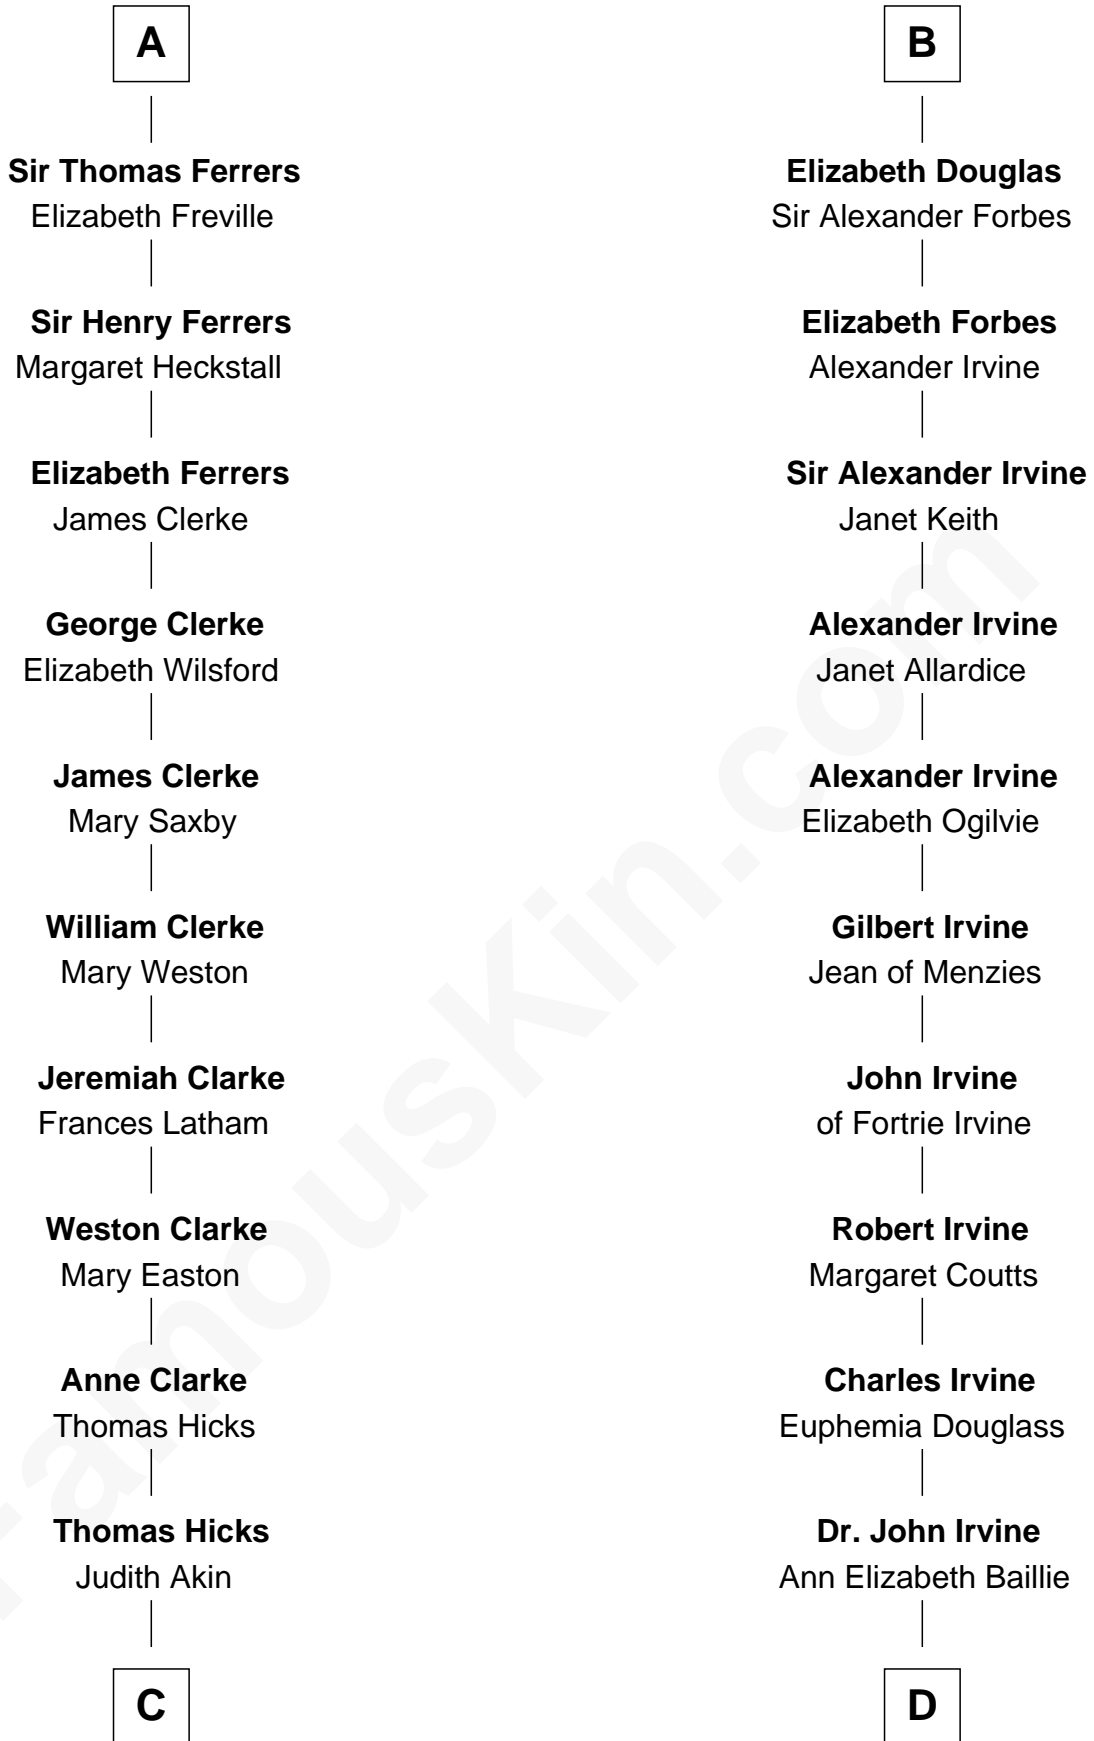 A
Sir Thomas Ferrers
Elizabeth Freville
Sir Henry Ferrers
Margaret Heckstall
Elizabeth Ferrers
James Clerke
George Clerke
Elizabeth Wilsford
James Clerke
Mary Saxby
William Clerke
Mary Weston
Jeremiah Clarke
Frances Latham
Weston Clarke
Mary Easton
Anne Clarke
Thomas Hicks
Thomas Hicks
Judith Akin
C
B
Elizabeth Douglas
Sir Alexander Forbes
Elizabeth Forbes
Alexander Irvine
Sir Alexander Irvine
Janet Keith
Alexander Irvine
Janet Allardice
Alexander Irvine
Elizabeth Ogilvie
Gilbert Irvine
Jean of Menzies
John Irvine
of Fortrie Irvine
Robert Irvine
Margaret Coutts
Charles Irvine
Euphemia Douglass
Dr. John Irvine
Ann Elizabeth Baillie
D
FamousKin.com